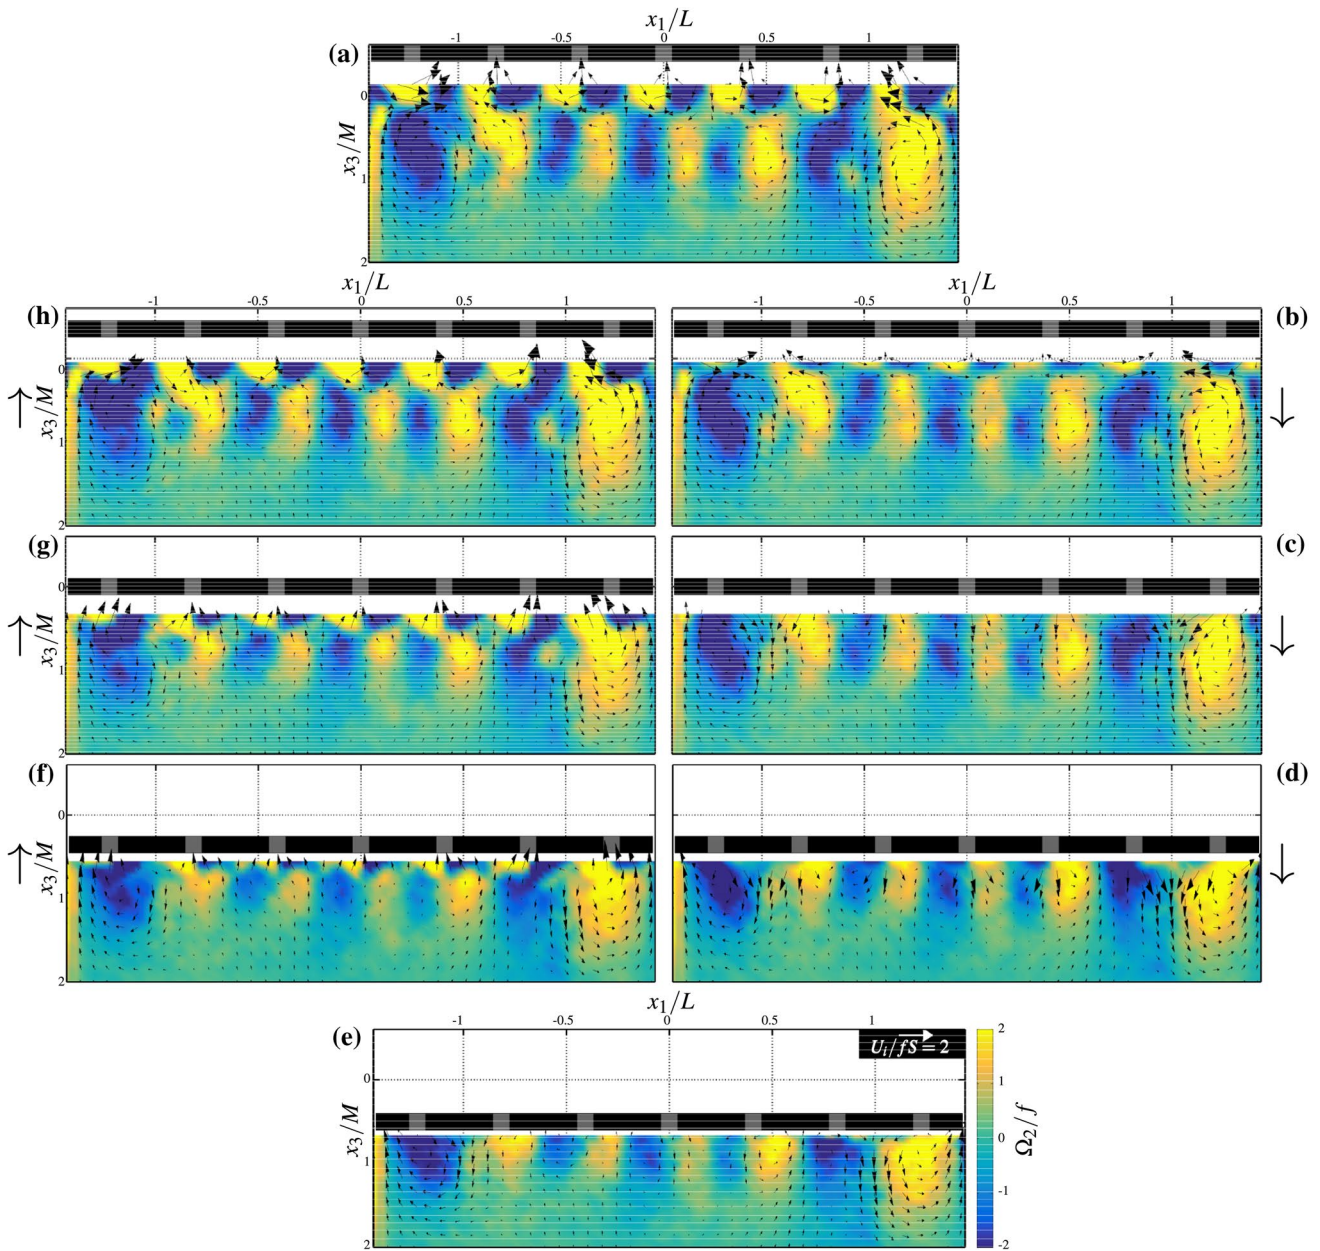 x₁/L
(a) -1 -0.5 0 0.5 1
0
x₃/M
1
2
x₁/L x₁/L
(h) -1 -0.5 0 0.5 1 -1 -0.5 0 0.5 1 (b)
0
x₃/M
1
2
(g) (c)
0
x₃/M
1
2
(f) (d)
0
x₃/M
1
2
x₁/L
(e) -1 -0.5 0 0.5 1
Uᵢ/fS = 2
0
x₃/M
1
2
2
1
0
-1
-2
Ω₂/f